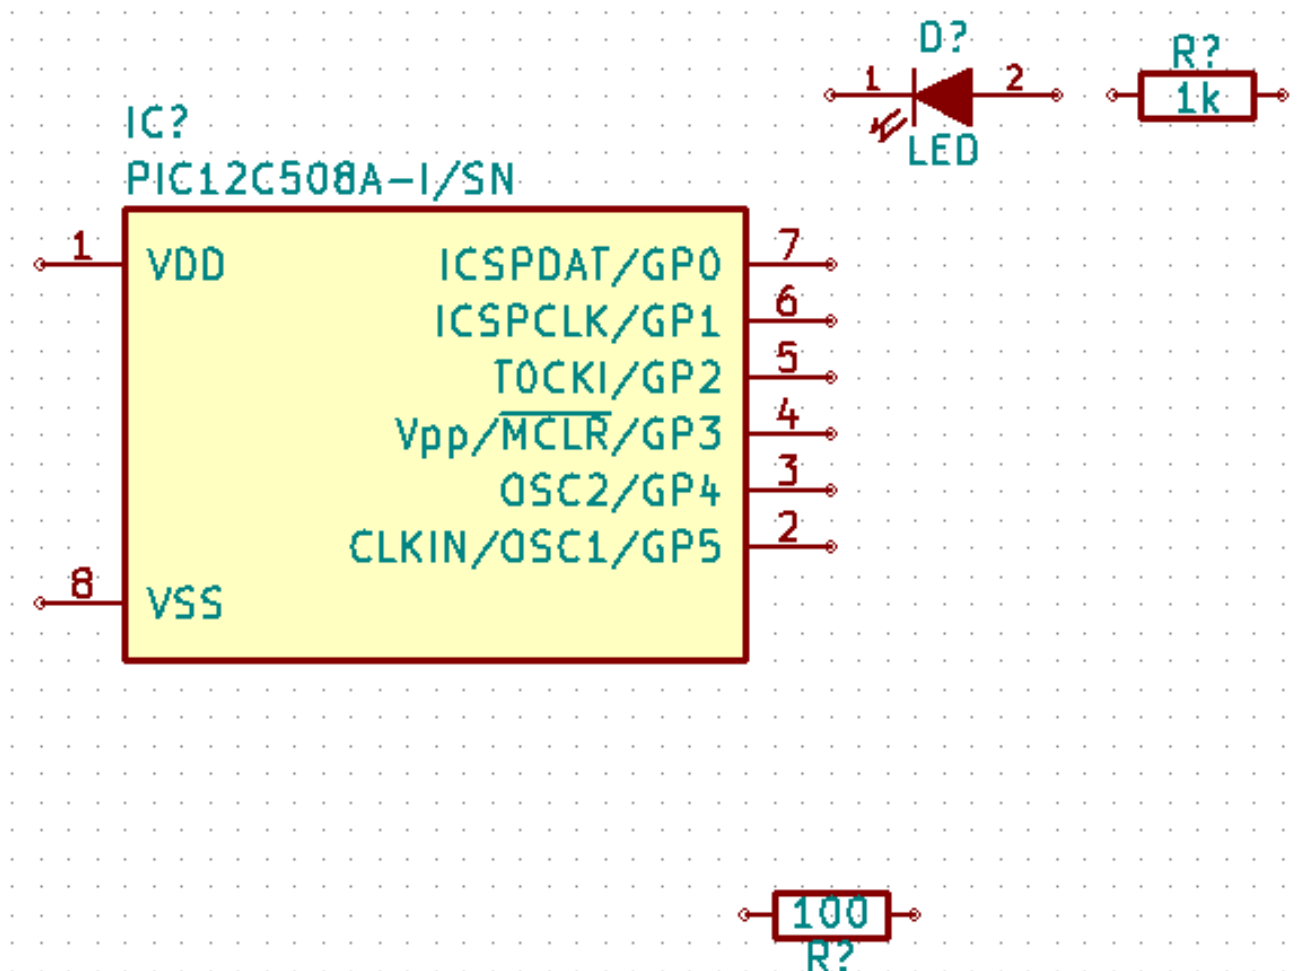 D?
1 2
LED
R?
1k
IC?
PIC12C508A-I/SN
1 VDD
8 VSS
ICSPDAT/GP0 7
ICSPCLK/GP1 6
T0CKI/GP2 5
Vpp/MCLR/GP3 4
OSC2/GP4 3
CLKIN/OSC1/GP5 2
100
R?